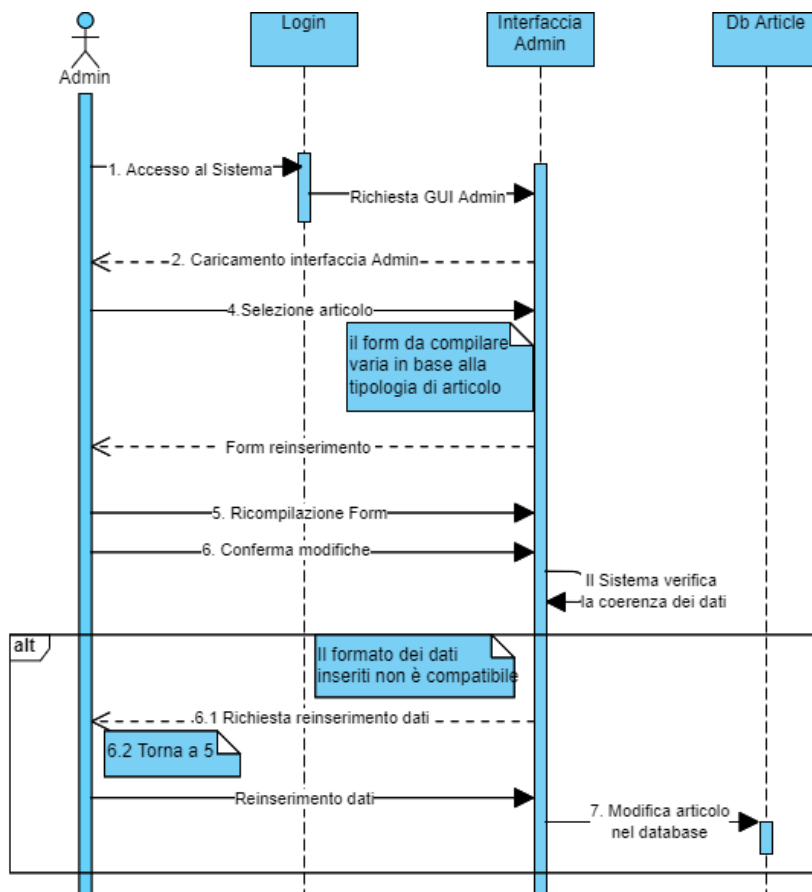 Login
Interfaccia
Admin
Db Article
Admin
1. Accesso al Sistema
Richiesta GUI Admin
2. Caricamento interfaccia Admin
4.Selezione articolo
il form da compilare
varia in base alla
tipologia di articolo
Form reinserimento
5. Ricompilazione Form
6. Conferma modifiche
Il Sistema verifica
la coerenza dei dati
alt
Il formato dei dati
inseriti non è compatibile
6.1 Richiesta reinserimento dati
6.2 Torna a 5
Reinserimento dati
7. Modifica articolo
nel database